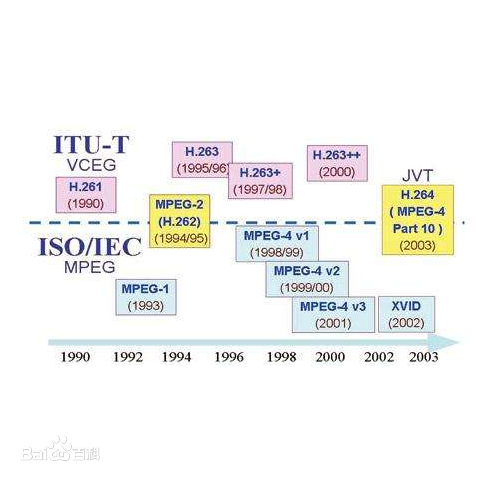 ITU-T
VCEG
H.261
(1990)
H.263
(1995/96)
H.263+
(1997/98)
H.263++
(2000)
MPEG-2
(H.262)
(1994/95)
JVT
H.264
( MPEG-4
Part 10 )
(2003)
ISO/IEC
MPEG
MPEG-1
(1993)
MPEG-4 v1
(1998/99)
MPEG-4 v2
(1999/00)
MPEG-4 v3
(2001)
XVID
(2002)
1990 1992 1994 1996 1998 2000 2002 2003
Bai百科